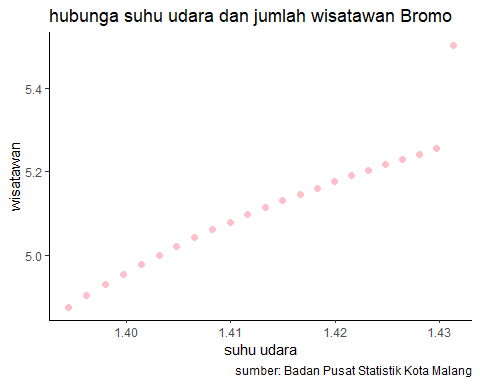 hubunga suhu udara dan jumlah wisatawan Bromo
5.4
5.2
5.0
wisatawan
1.40 1.41 1.42 1.43
suhu udara
sumber: Badan Pusat Statistik Kota Malang